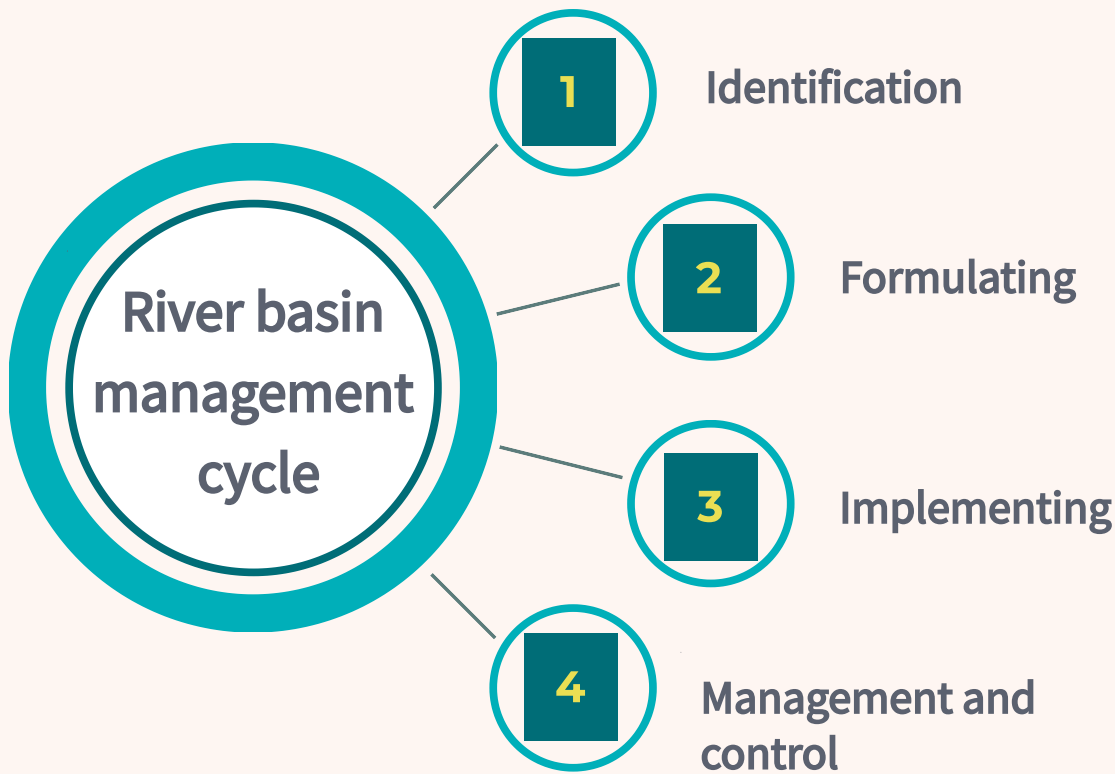 River basin
management
cycle
1
Identification
2
Formulating
3
Implementing
4
Management and
control